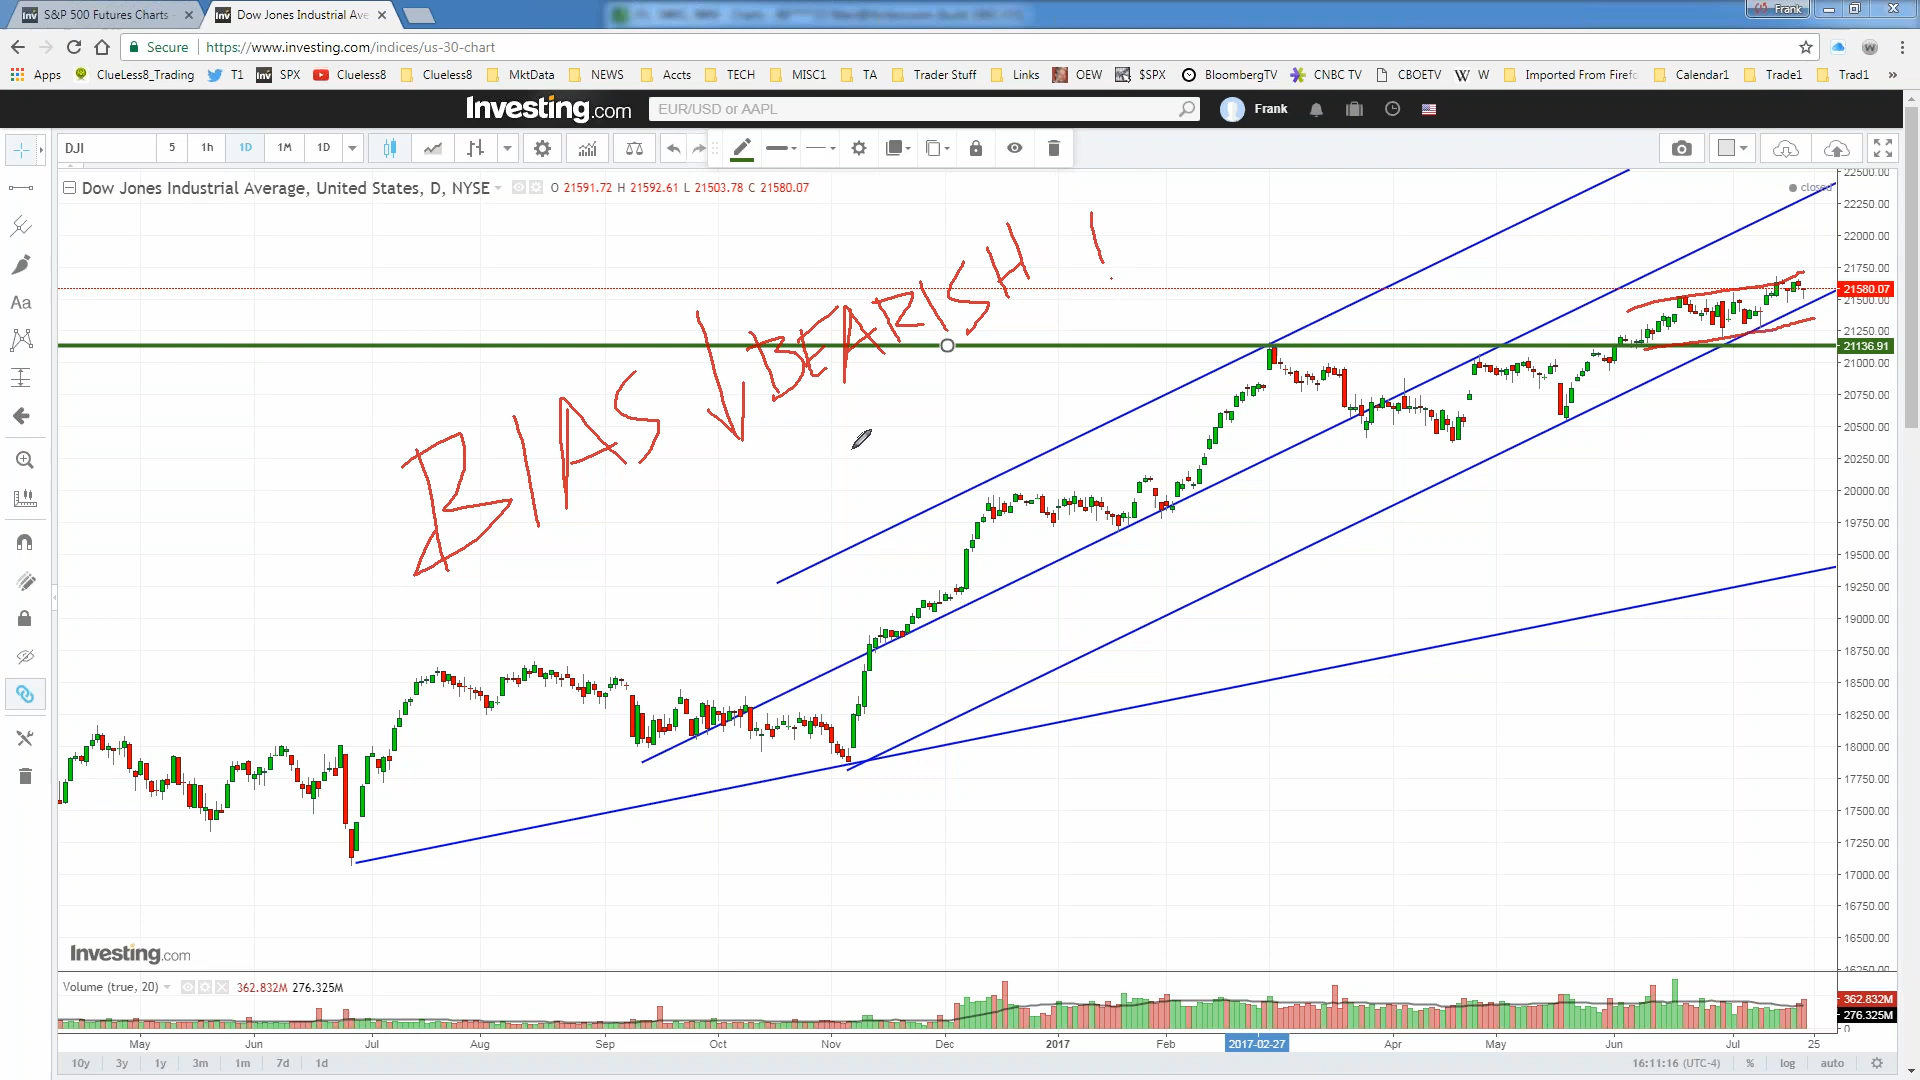 S&P 500 Futures Charts -
Dow Jones Industrial Ave
Frank
Secure
https://www.investing.com/indices/us-30-chart
Apps ClueLess8_Trading T1 SPX Clueless8 Clueless8 MktData NEWS Accts TECH MISC1 TA Trader Stuff Links OEW $SPX BloombergTV CNBC TV CBOETV W Imported From Firefo Calendar1 Trade1 Trad1 »
Investing.com EUR/USD or AAPL Frank
DJI 5 1h 1D 1M 1D
Dow Jones Industrial Average, United States, D, NYSE O 21591.72 H 21592.61 L 21503.78 C 21580.07
closed
BIAS BEARISH !
22500.00
22250.00
22000.00
21750.00
21580.07
21500.00
21250.00
21136.91
21000.00
20750.00
20500.00
20250.00
20000.00
19750.00
19500.00
19250.00
19000.00
18750.00
18500.00
18250.00
18000.00
17750.00
17500.00
17250.00
17000.00
16750.00
16500.00
16250.00
Investing.com
Volume (true, 20) 362.832M 276.325M
362.832M
276.325M
0
May Jun Jul Aug Sep Oct Nov Dec 2017 Feb 2017-02-27 Apr May Jun Jul 25
10y 3y 1y 3m 1m 7d 1d 16:11:16 (UTC-4) % log auto